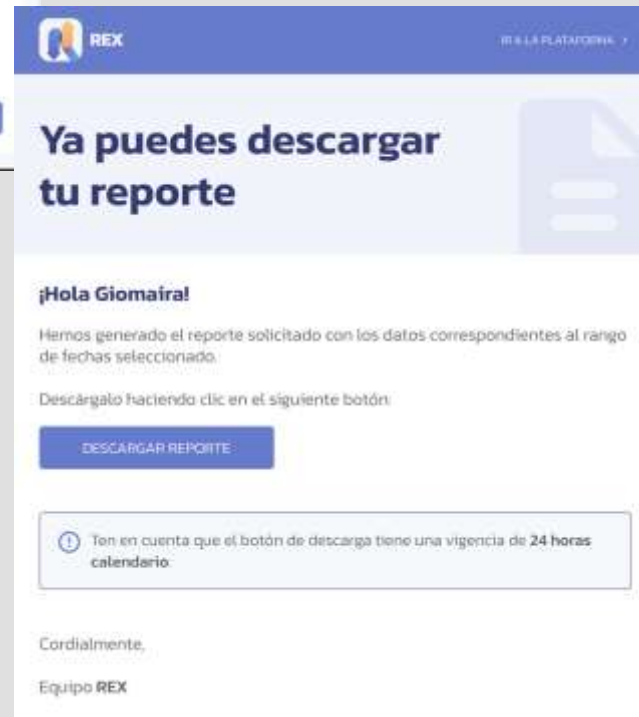 REX
IR A LA PLATAFORMA >
Ya puedes descargar
tu reporte
¡Hola Giomaira!
Hemos generado el reporte solicitado con los datos correspondientes al rango
de fechas seleccionado.
Descárgalo haciendo clic en el siguiente botón:
DESCARGAR REPORTE
Ten en cuenta que el botón de descarga tiene una vigencia de 24 horas
calendario.
Cordialmente,
Equipo REX